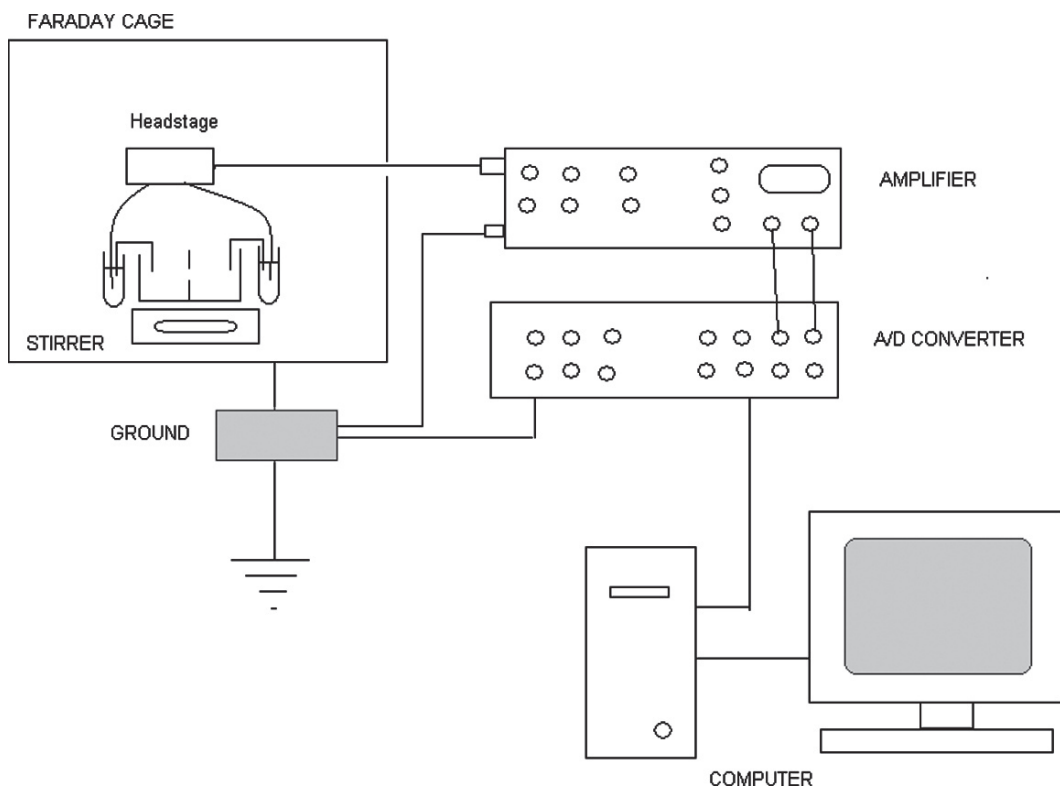 FARADAY CAGE
Headstage
AMPLIFIER
STIRRER
A/D CONVERTER
GROUND
COMPUTER